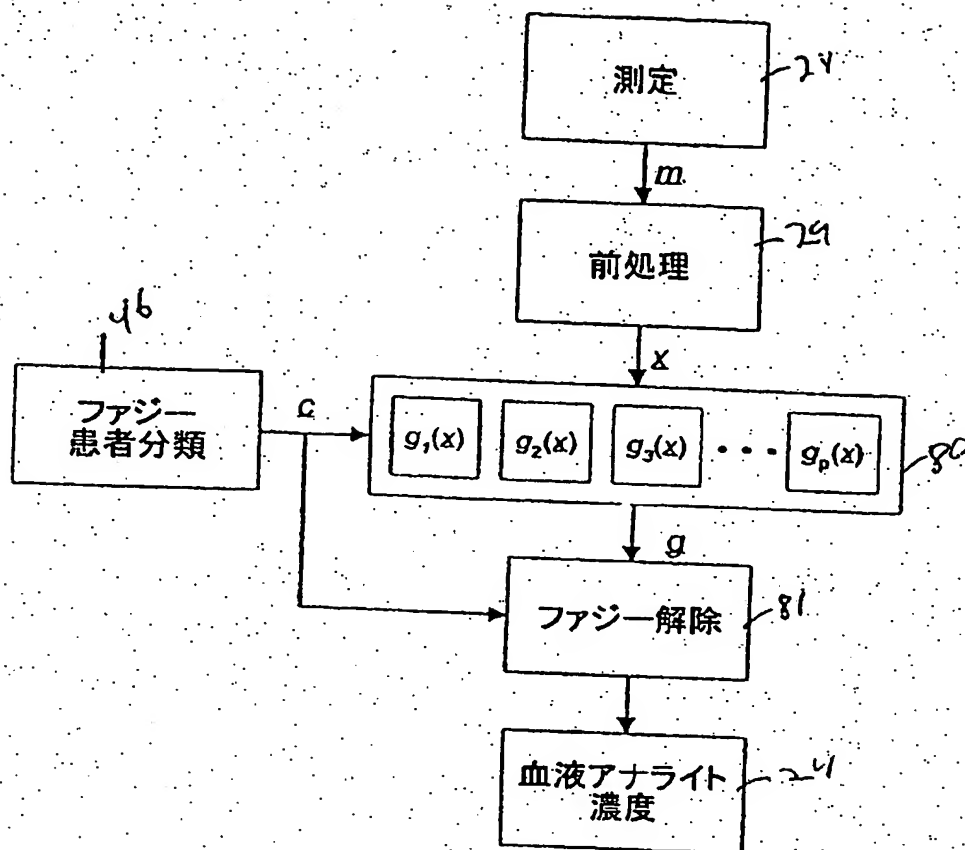 測定
m
前処理
x
ファジー
患者分類
c
g₁(x) g₂(x) g₃(x) ・・・ gₚ(x)
g
ファジー解除
81
血液アナライト
濃度